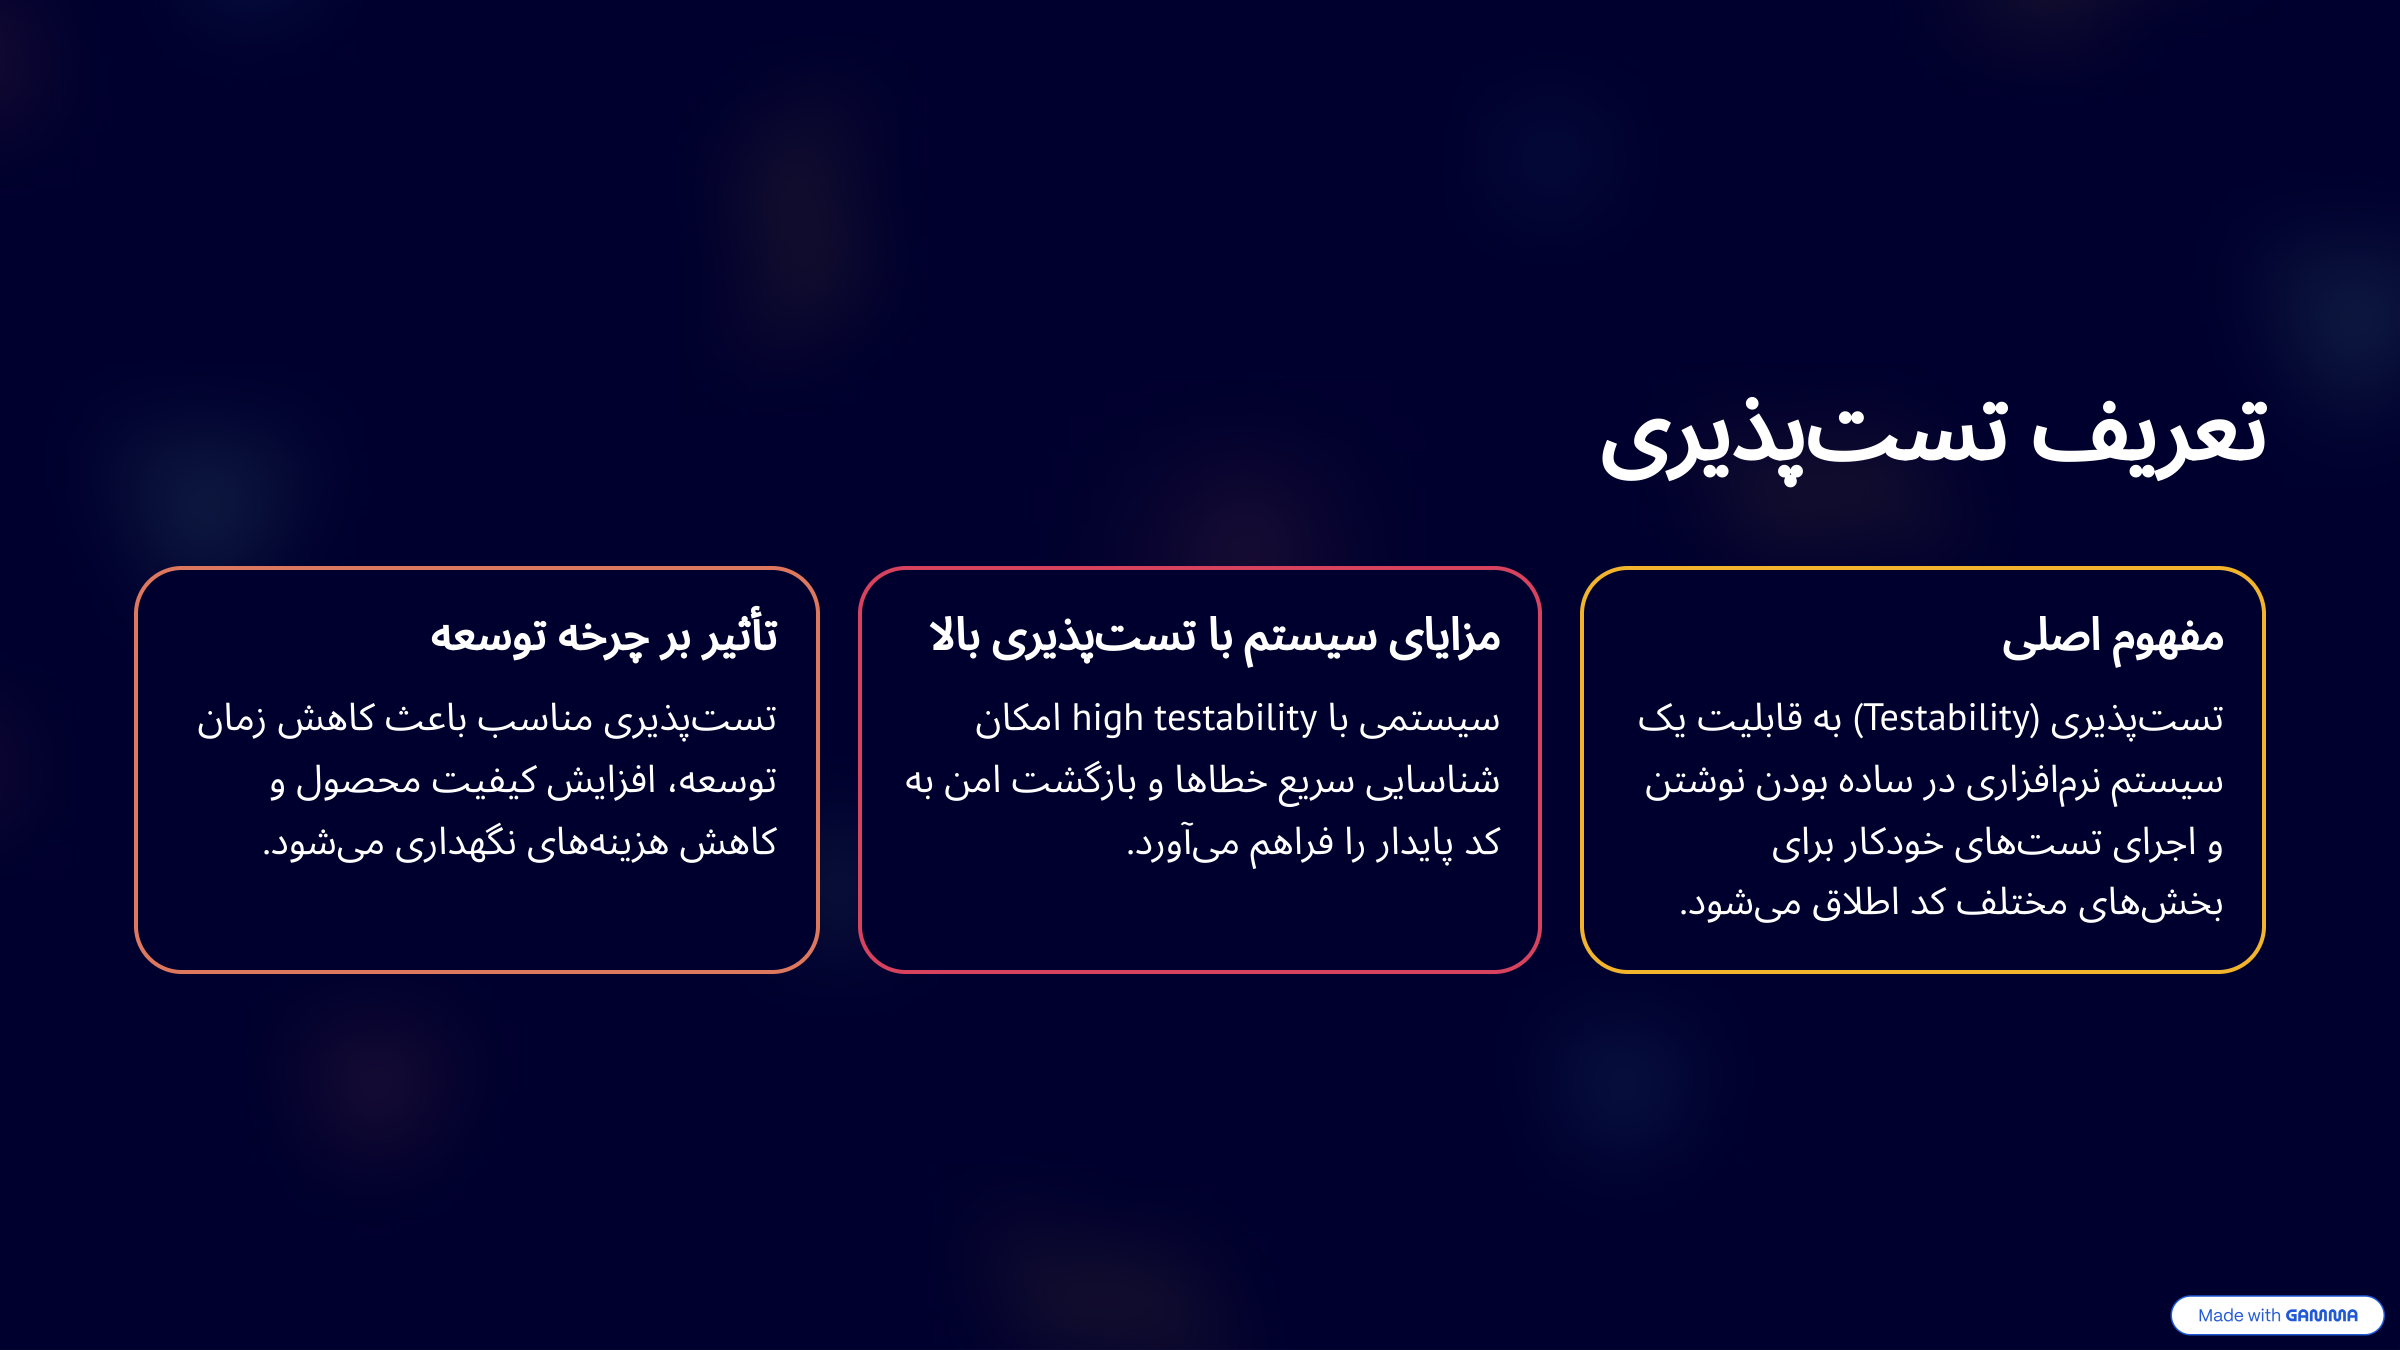 تعریف تست‌پذیری
مفهوم اصلی
تست‌پذیری (Testability) به قابلیت یک
سیستم نرم‌افزاری در ساده بودن نوشتن
و اجرای تست‌های خودکار برای
بخش‌های مختلف کد اطلاق می‌شود.
مزایای سیستم با تست‌پذیری بالا
سیستمی با high testability امکان
شناسایی سریع خطاها و بازگشت امن به
کد پایدار را فراهم می‌آورد.
تأثیر بر چرخه توسعه
تست‌پذیری مناسب باعث کاهش زمان
توسعه، افزایش کیفیت محصول و
کاهش هزینه‌های نگهداری می‌شود.
Made with GAMMA